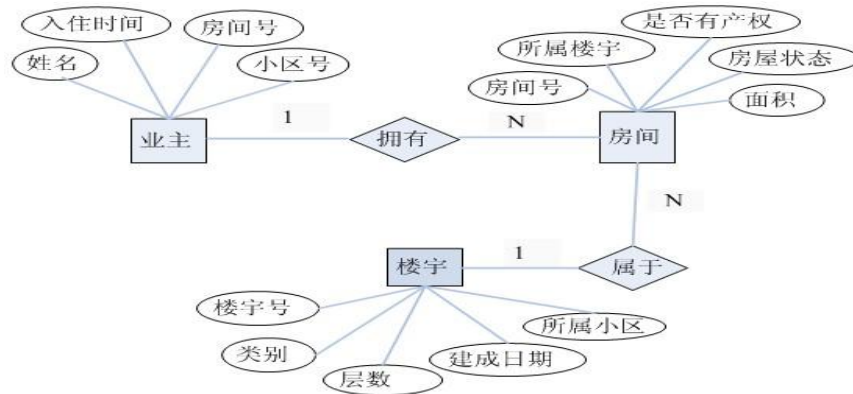 入住时间
房间号
姓名
小区号
业主
1
拥有
N
是否有产权
所属楼宇
房屋状态
房间号
面积
房间
N
属于
1
楼宇
楼宇号
类别
层数
建成日期
所属小区